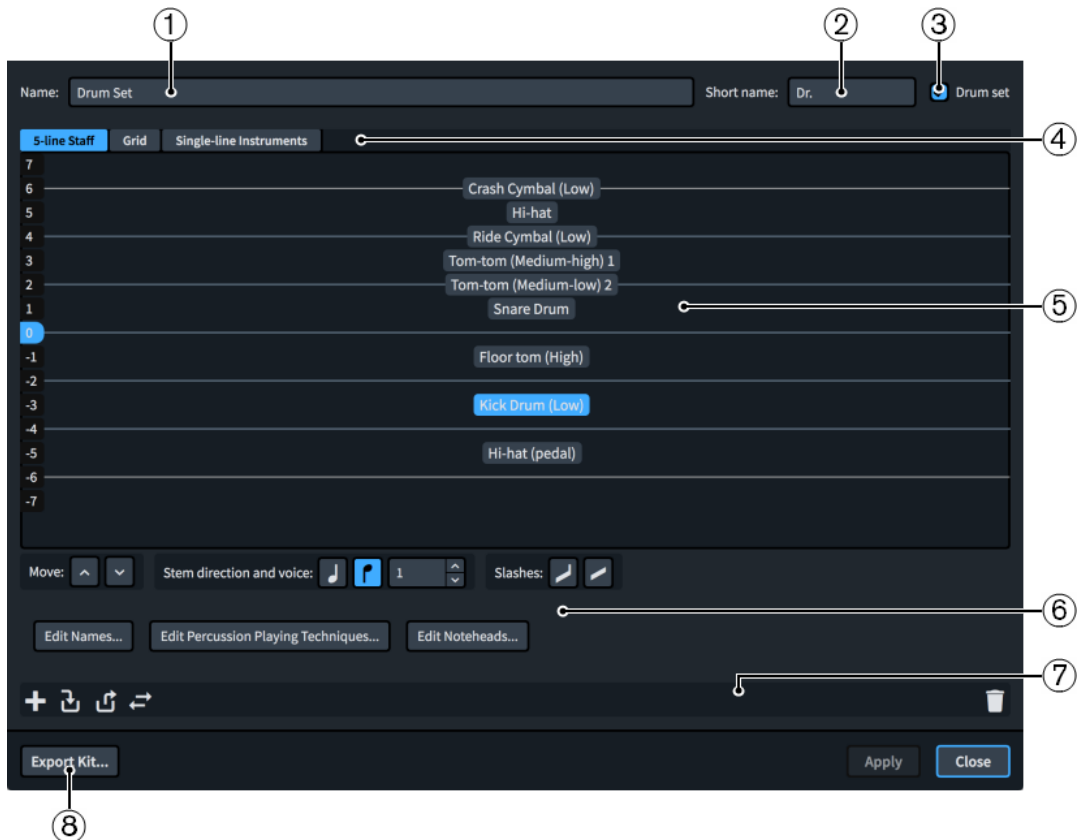 ① ② ③
Name: Drum Set Short name: Dr. Drum set
5-line Staff Grid Single-line Instruments ④
7
6 Crash Cymbal (Low)
5 Hi-hat
4 Ride Cymbal (Low)
3 Tom-tom (Medium-high) 1
2 Tom-tom (Medium-low) 2
1 Snare Drum ⑤
0
-1 Floor tom (High)
-2
-3 Kick Drum (Low)
-4
-5 Hi-hat (pedal)
-6
-7
Move: Stem direction and voice: 1 Slashes:
⑥
Edit Names... Edit Percussion Playing Techniques... Edit Noteheads...
⑦
Export Kit... Apply Close
⑧